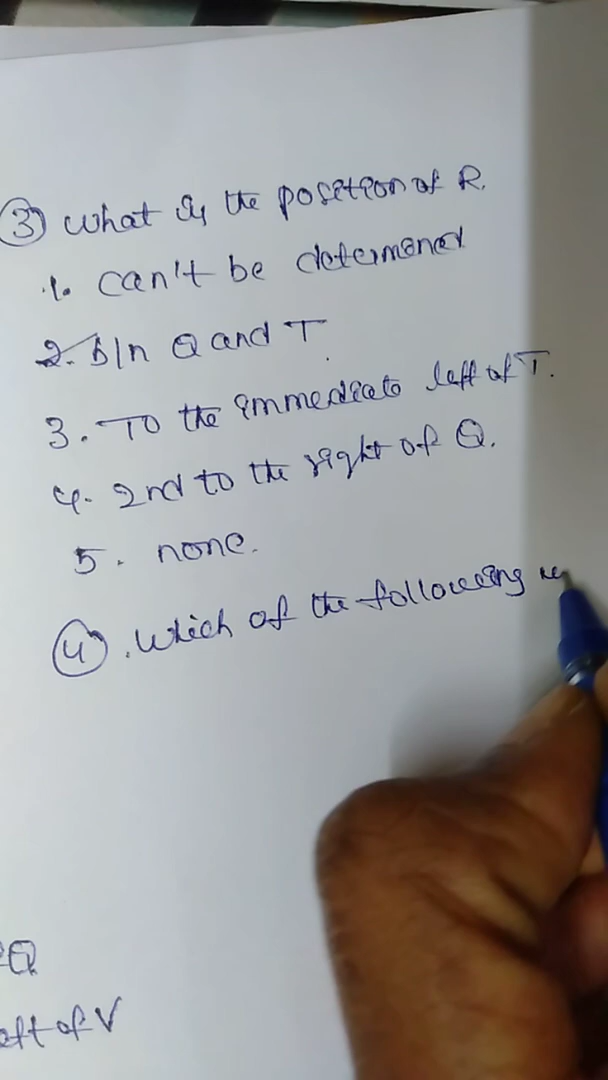 ③ What is the position of R.
1. can't be determined
2. b/n Q and T
3. To the immediate left of T.
4. 2nd to the right of Q.
5. none.
④. Which of the following
Q
eft of V